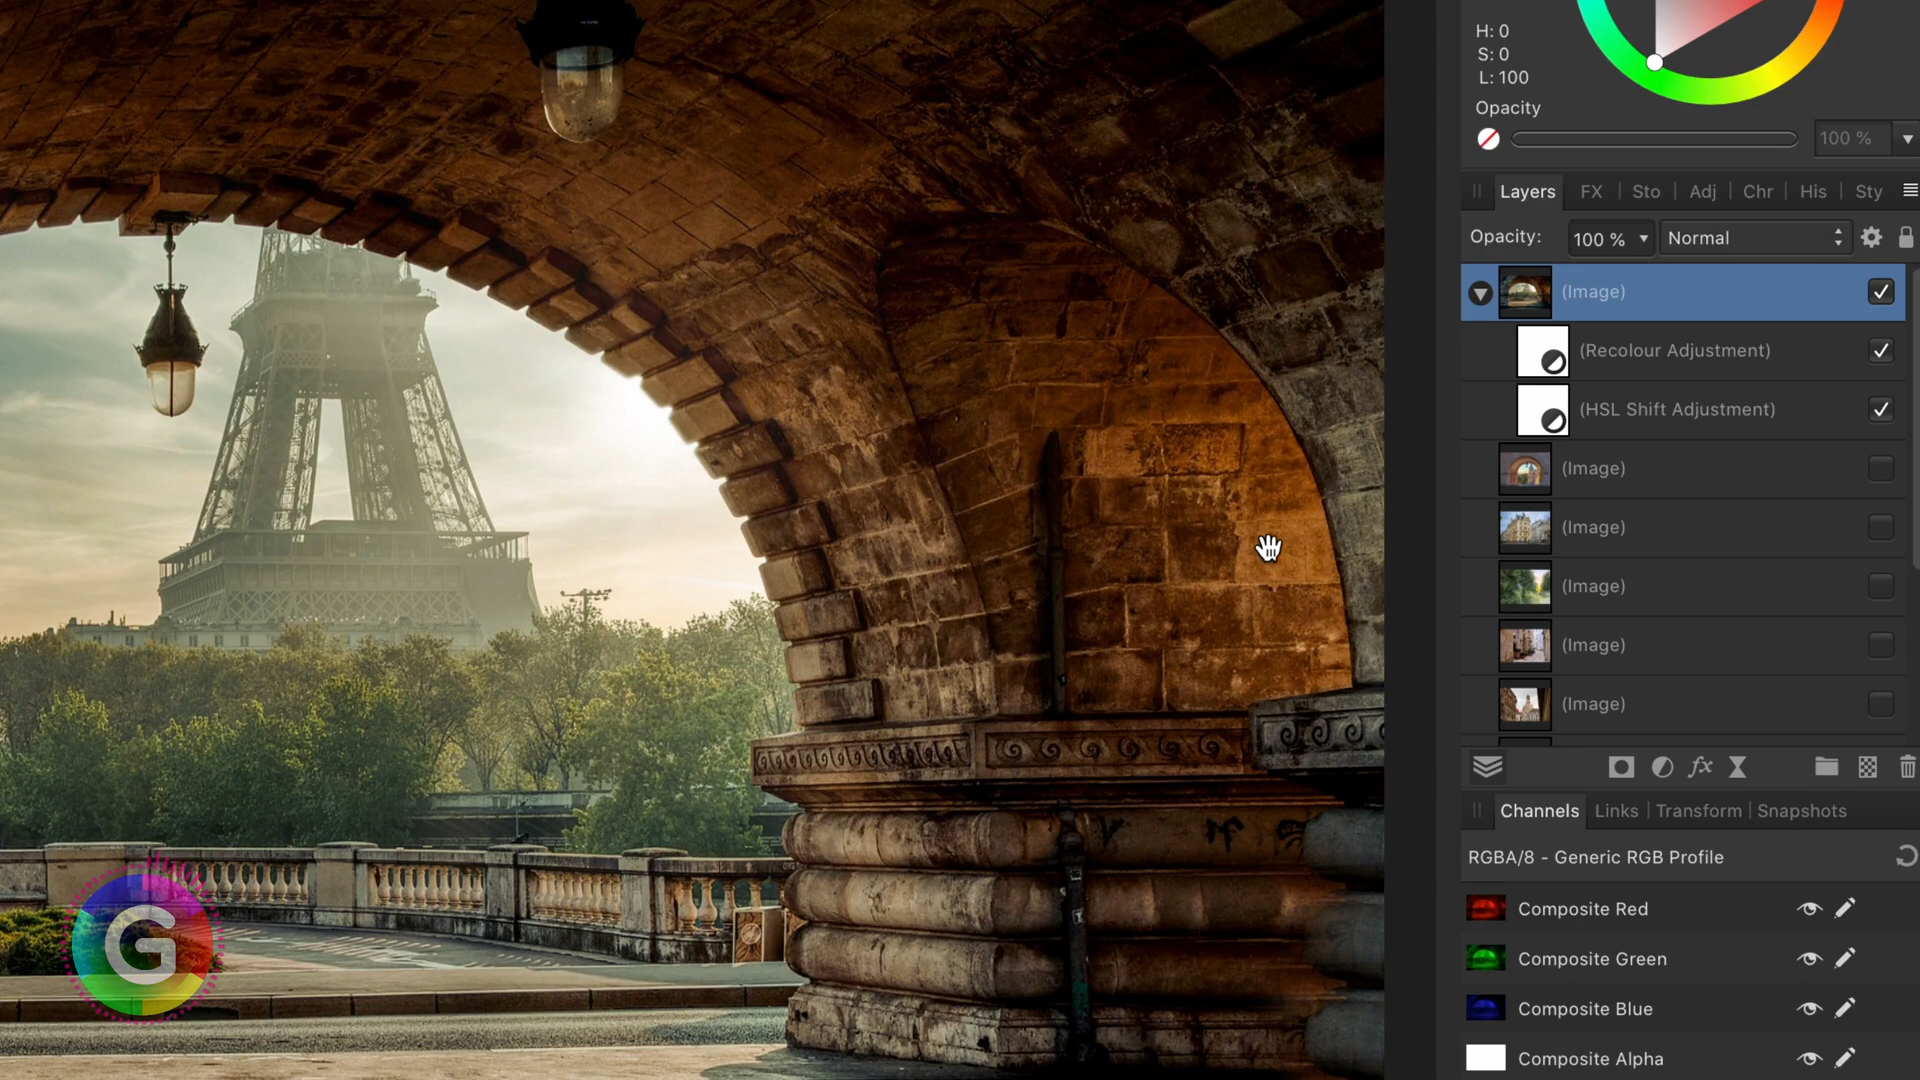 H: 0
S: 0
L: 100
Opacity
100 %
Layers FX Sto Adj Chr His Sty
Opacity: 100 % Normal
(Image)
(Recolour Adjustment)
(HSL Shift Adjustment)
(Image)
(Image)
(Image)
(Image)
(Image)
fx
Channels Links Transform Snapshots
RGBA/8 - Generic RGB Profile
Composite Red
Composite Green
Composite Blue
Composite Alpha
G